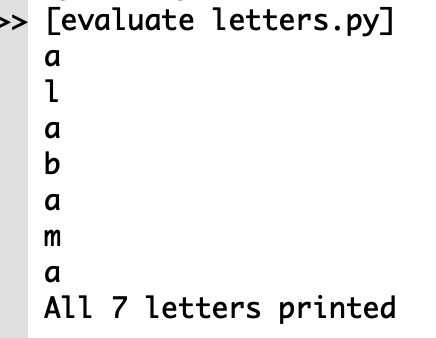 >> [evaluate letters.py]
a
l
a
b
a
m
a
All 7 letters printed